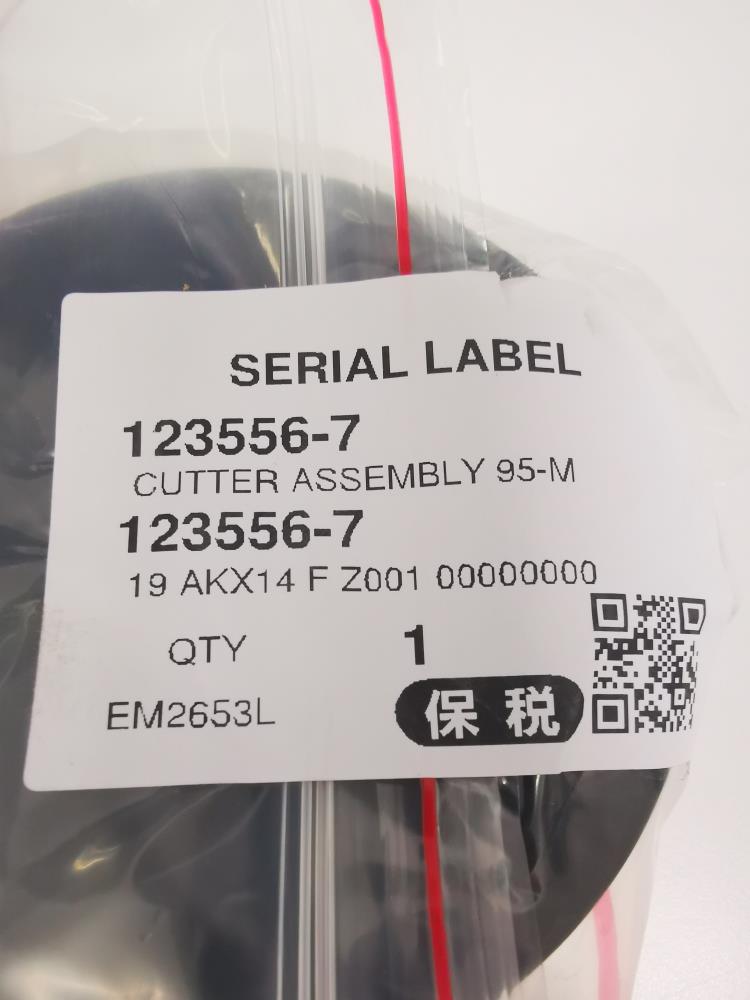 SERIAL LABEL
123556-7
CUTTER ASSEMBLY 95-M
123556-7
19 AKX14 F Z001 00000000
QTY 1
EM2653L 保税